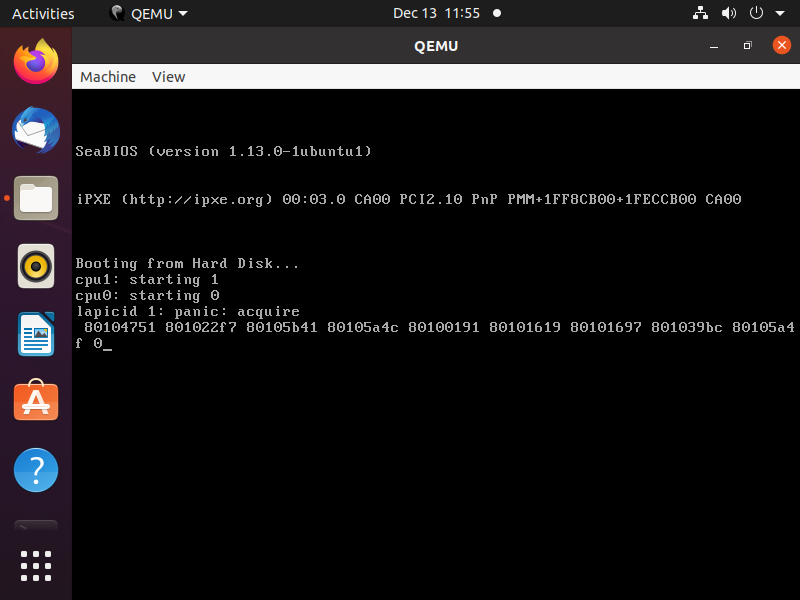 Activities QEMU Dec 13 11:55
QEMU
Machine View
SeaBIOS (version 1.13.0-1ubuntu1)
iPXE (http://ipxe.org) 00:03.0 CA00 PCI2.10 PnP PMM+1FF8CB00+1FECCB00 CA00
Booting from Hard Disk...
cpu1: starting 1
cpu0: starting 0
lapicid 1: panic: acquire
80104751 801022f7 80105b41 80105a4c 80100191 80101619 80101697 801039bc 80105a4
f 0_